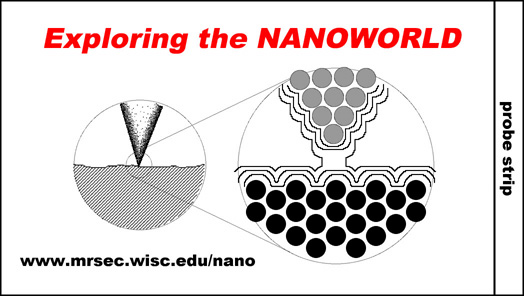 Exploring the NANOWORLD
probe strip
www.mrsec.wisc.edu/nano